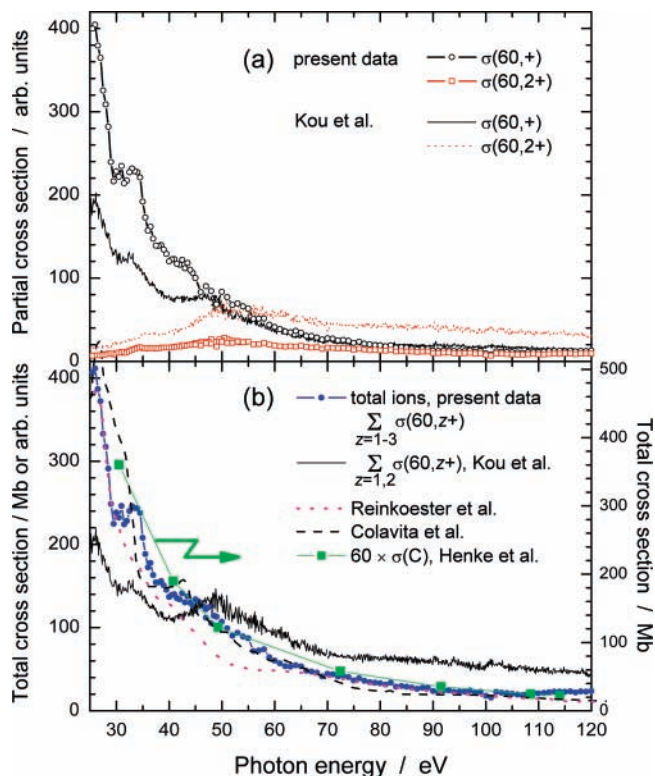 400
300
200
100
0
Partial cross section / arb. units
(a)
present data
σ(60,+)
σ(60,2+)
Kou et al.
σ(60,+)
σ(60,2+)
400
300
200
100
0
Total cross section / Mb or arb. units
500
400
300
200
100
0
Total cross section / Mb
(b)
total ions, present data
∑ σ(60,z+)
z=1-3
∑ σ(60,z+), Kou et al.
z=1,2
Reinkoester et al.
Colavita et al.
60 × σ(C), Henke et al.
30 40 50 60 70 80 90 100 110 120
Photon energy / eV